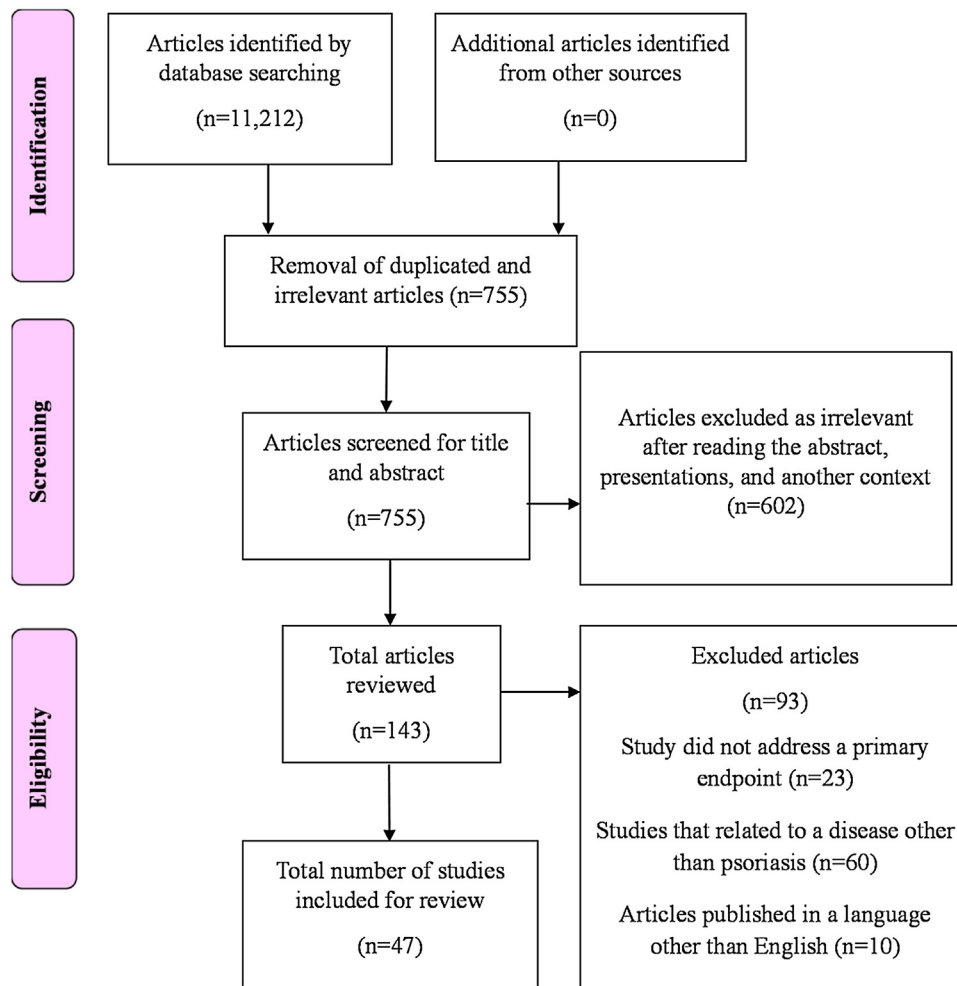 Identification
Articles identified by
database searching
(n=11,212)
Additional articles identified
from other sources
(n=0)
Removal of duplicated and
irrelevant articles (n=755)
Screening
Articles screened for title
and abstract
(n=755)
Articles excluded as irrelevant
after reading the abstract,
presentations, and another context
(n=602)
Eligibility
Total articles
reviewed
(n=143)
Excluded articles
(n=93)
Study did not address a primary
endpoint (n=23)
Studies that related to a disease other
than psoriasis (n=60)
Articles published in a language
other than English (n=10)
Total number of studies
included for review
(n=47)